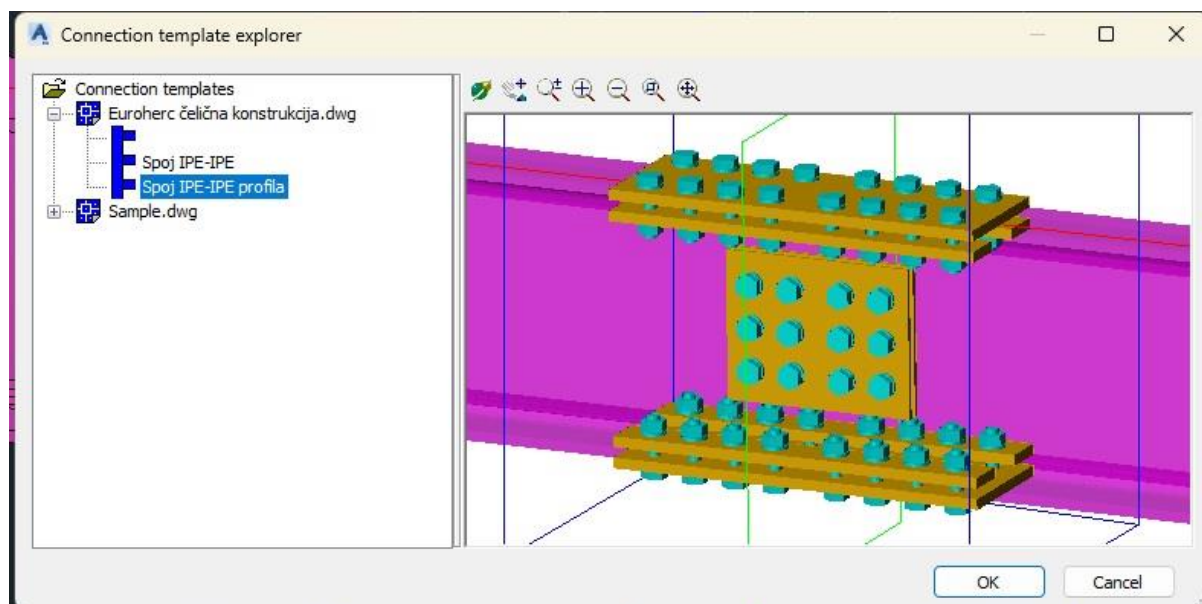 Connection template explorer
Connection templates
Euroherc čelična konstrukcija.dwg
Spoj IPE-IPE
Spoj IPE-IPE profila
Sample.dwg
OK
Cancel